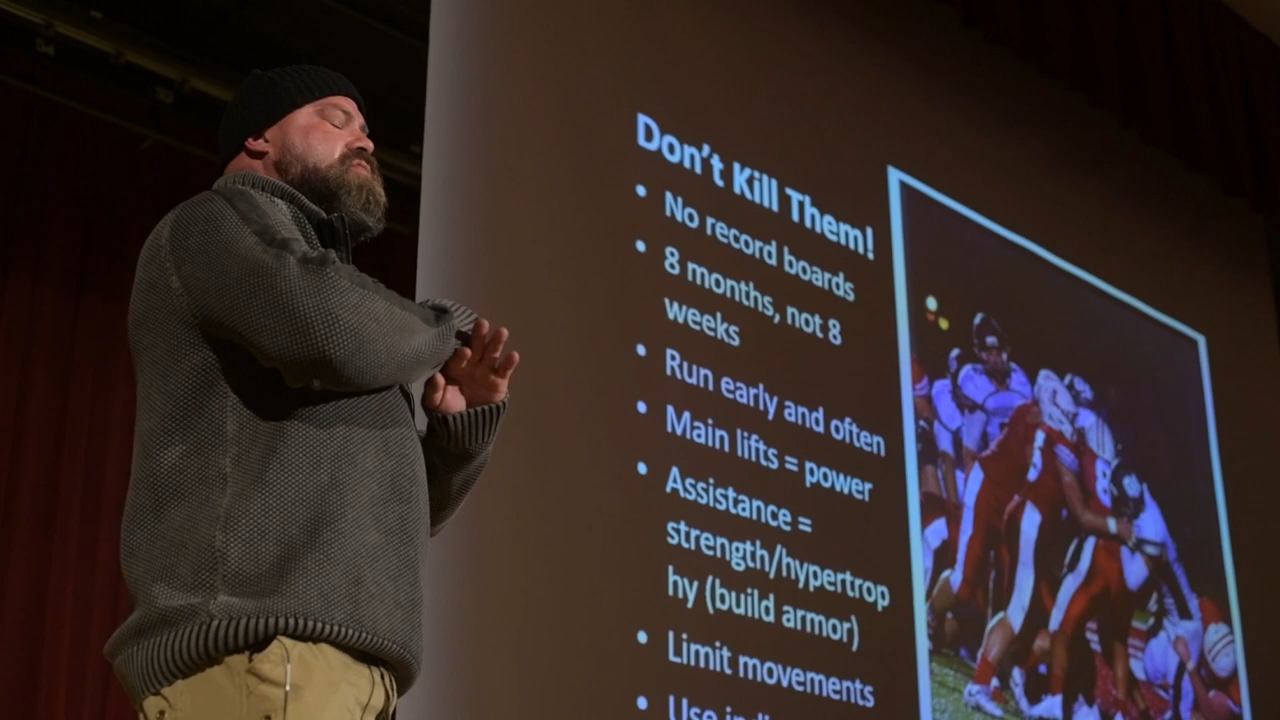 Don't Kill Them!
• No record boards
• 8 months, not 8
weeks
• Run early and often
• Main lifts = power
• Assistance =
strength/hypertrop
hy (build armor)
• Limit movements
• Use